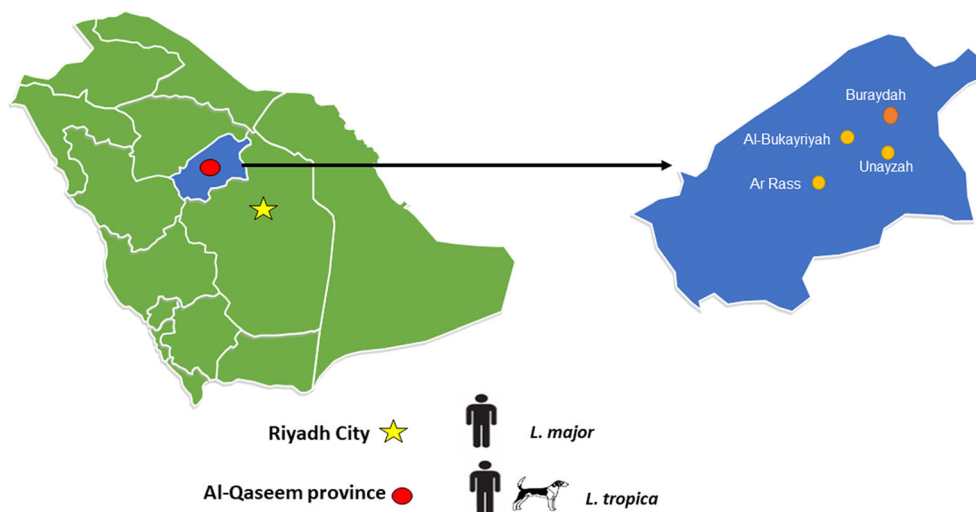 Buraydah
Al-Bukayriyah
Unayzah
Ar Rass
Riyadh City
L. major
Al-Qaseem province
L. tropica